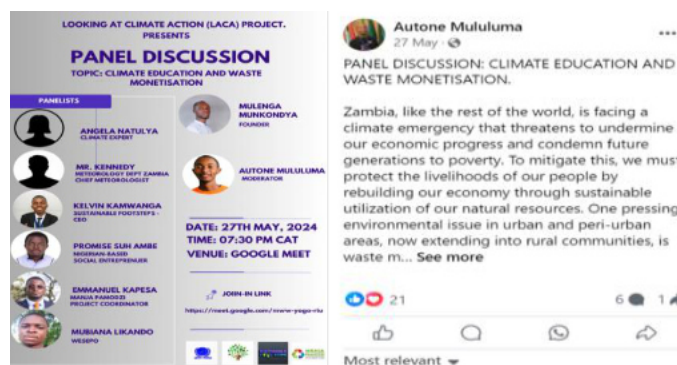 LOOKING AT CLIMATE ACTION (LACA) PROJECT.
PRESENTS
PANEL DISCUSSION
TOPIC: CLIMATE EDUCATION AND WASTE
MONETISATION
PANELISTS
ANGELA NATULYA
CLIMATE EXPERT
MR. KENNEDY
METEOROLOGY DEPT ZAMBIA
CHIEF METEOROLOGIST
KELVIN KAMWANGA
SUSTAINABLE FOOTSTEPS -
CEO
PROMISE SUH AMBE
NIGERIAN-BASED
SOCIAL ENTREPRENUER
EMMANUEL KAPESA
PROJECT COORDINATOR
MUBIANA LIKANDO
WESEPO
MULENGA
MUNKONDYA
FOUNDER
AUTONE MULULUMA
MODERATOR
DATE: 27TH MAY, 2024
TIME: 07:30 PM CAT
VENUE: GOOGLE MEET
JOIN-IN LINK
Autone Mululuma
27 May ·
PANEL DISCUSSION: CLIMATE EDUCATION AND
WASTE MONETISATION.
Zambia, like the rest of the world, is facing a
climate emergency that threatens to undermine
our economic progress and condemn future
generations to poverty. To mitigate this, we must
protect the livelihoods of our people by
rebuilding our economy through sustainable
utilization of our natural resources. One pressing
environmental issue in urban and peri-urban
areas, now extending into rural communities, is
waste m... See more
21
6
1
Most relevant